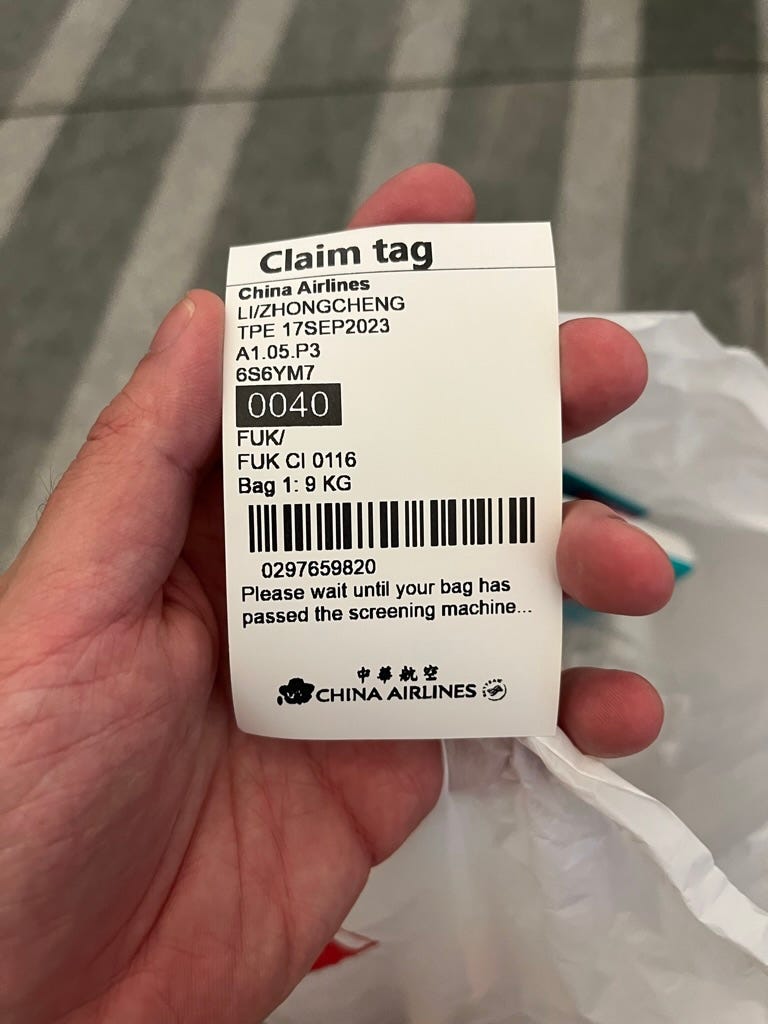 Claim tag
China Airlines
LI/ZHONGCHENG
TPE 17SEP2023
A1.05.P3
6S6YM7
0040
FUK/
FUK CI 0116
Bag 1: 9 KG
0297659820
Please wait until your bag has
passed the screening machine...
中華航空
CHINA AIRLINES